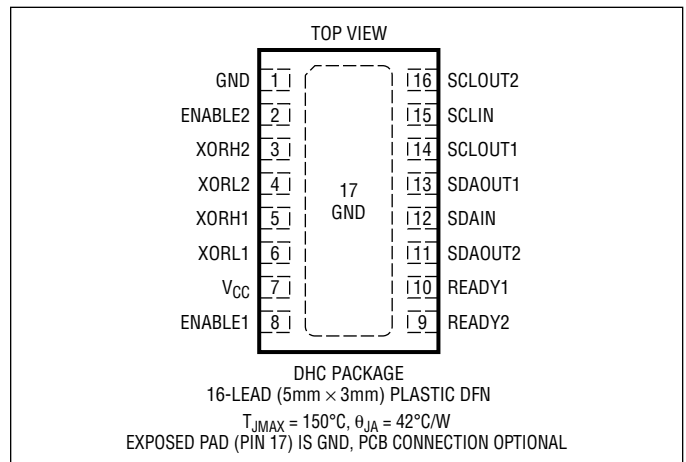 TOP VIEW
GND 1 16 SCLOUT2
ENABLE2 2 15 SCLIN
XORH2 3 14 SCLOUT1
XORL2 4 13 SDAOUT1
17
GND
XORH1 5 12 SDAIN
XORL1 6 11 SDAOUT2
VCC 7 10 READY1
ENABLE1 8 9 READY2
DHC PACKAGE
16-LEAD (5mm × 3mm) PLASTIC DFN
TJMAX = 150°C, θJA = 42°C/W
EXPOSED PAD (PIN 17) IS GND, PCB CONNECTION OPTIONAL